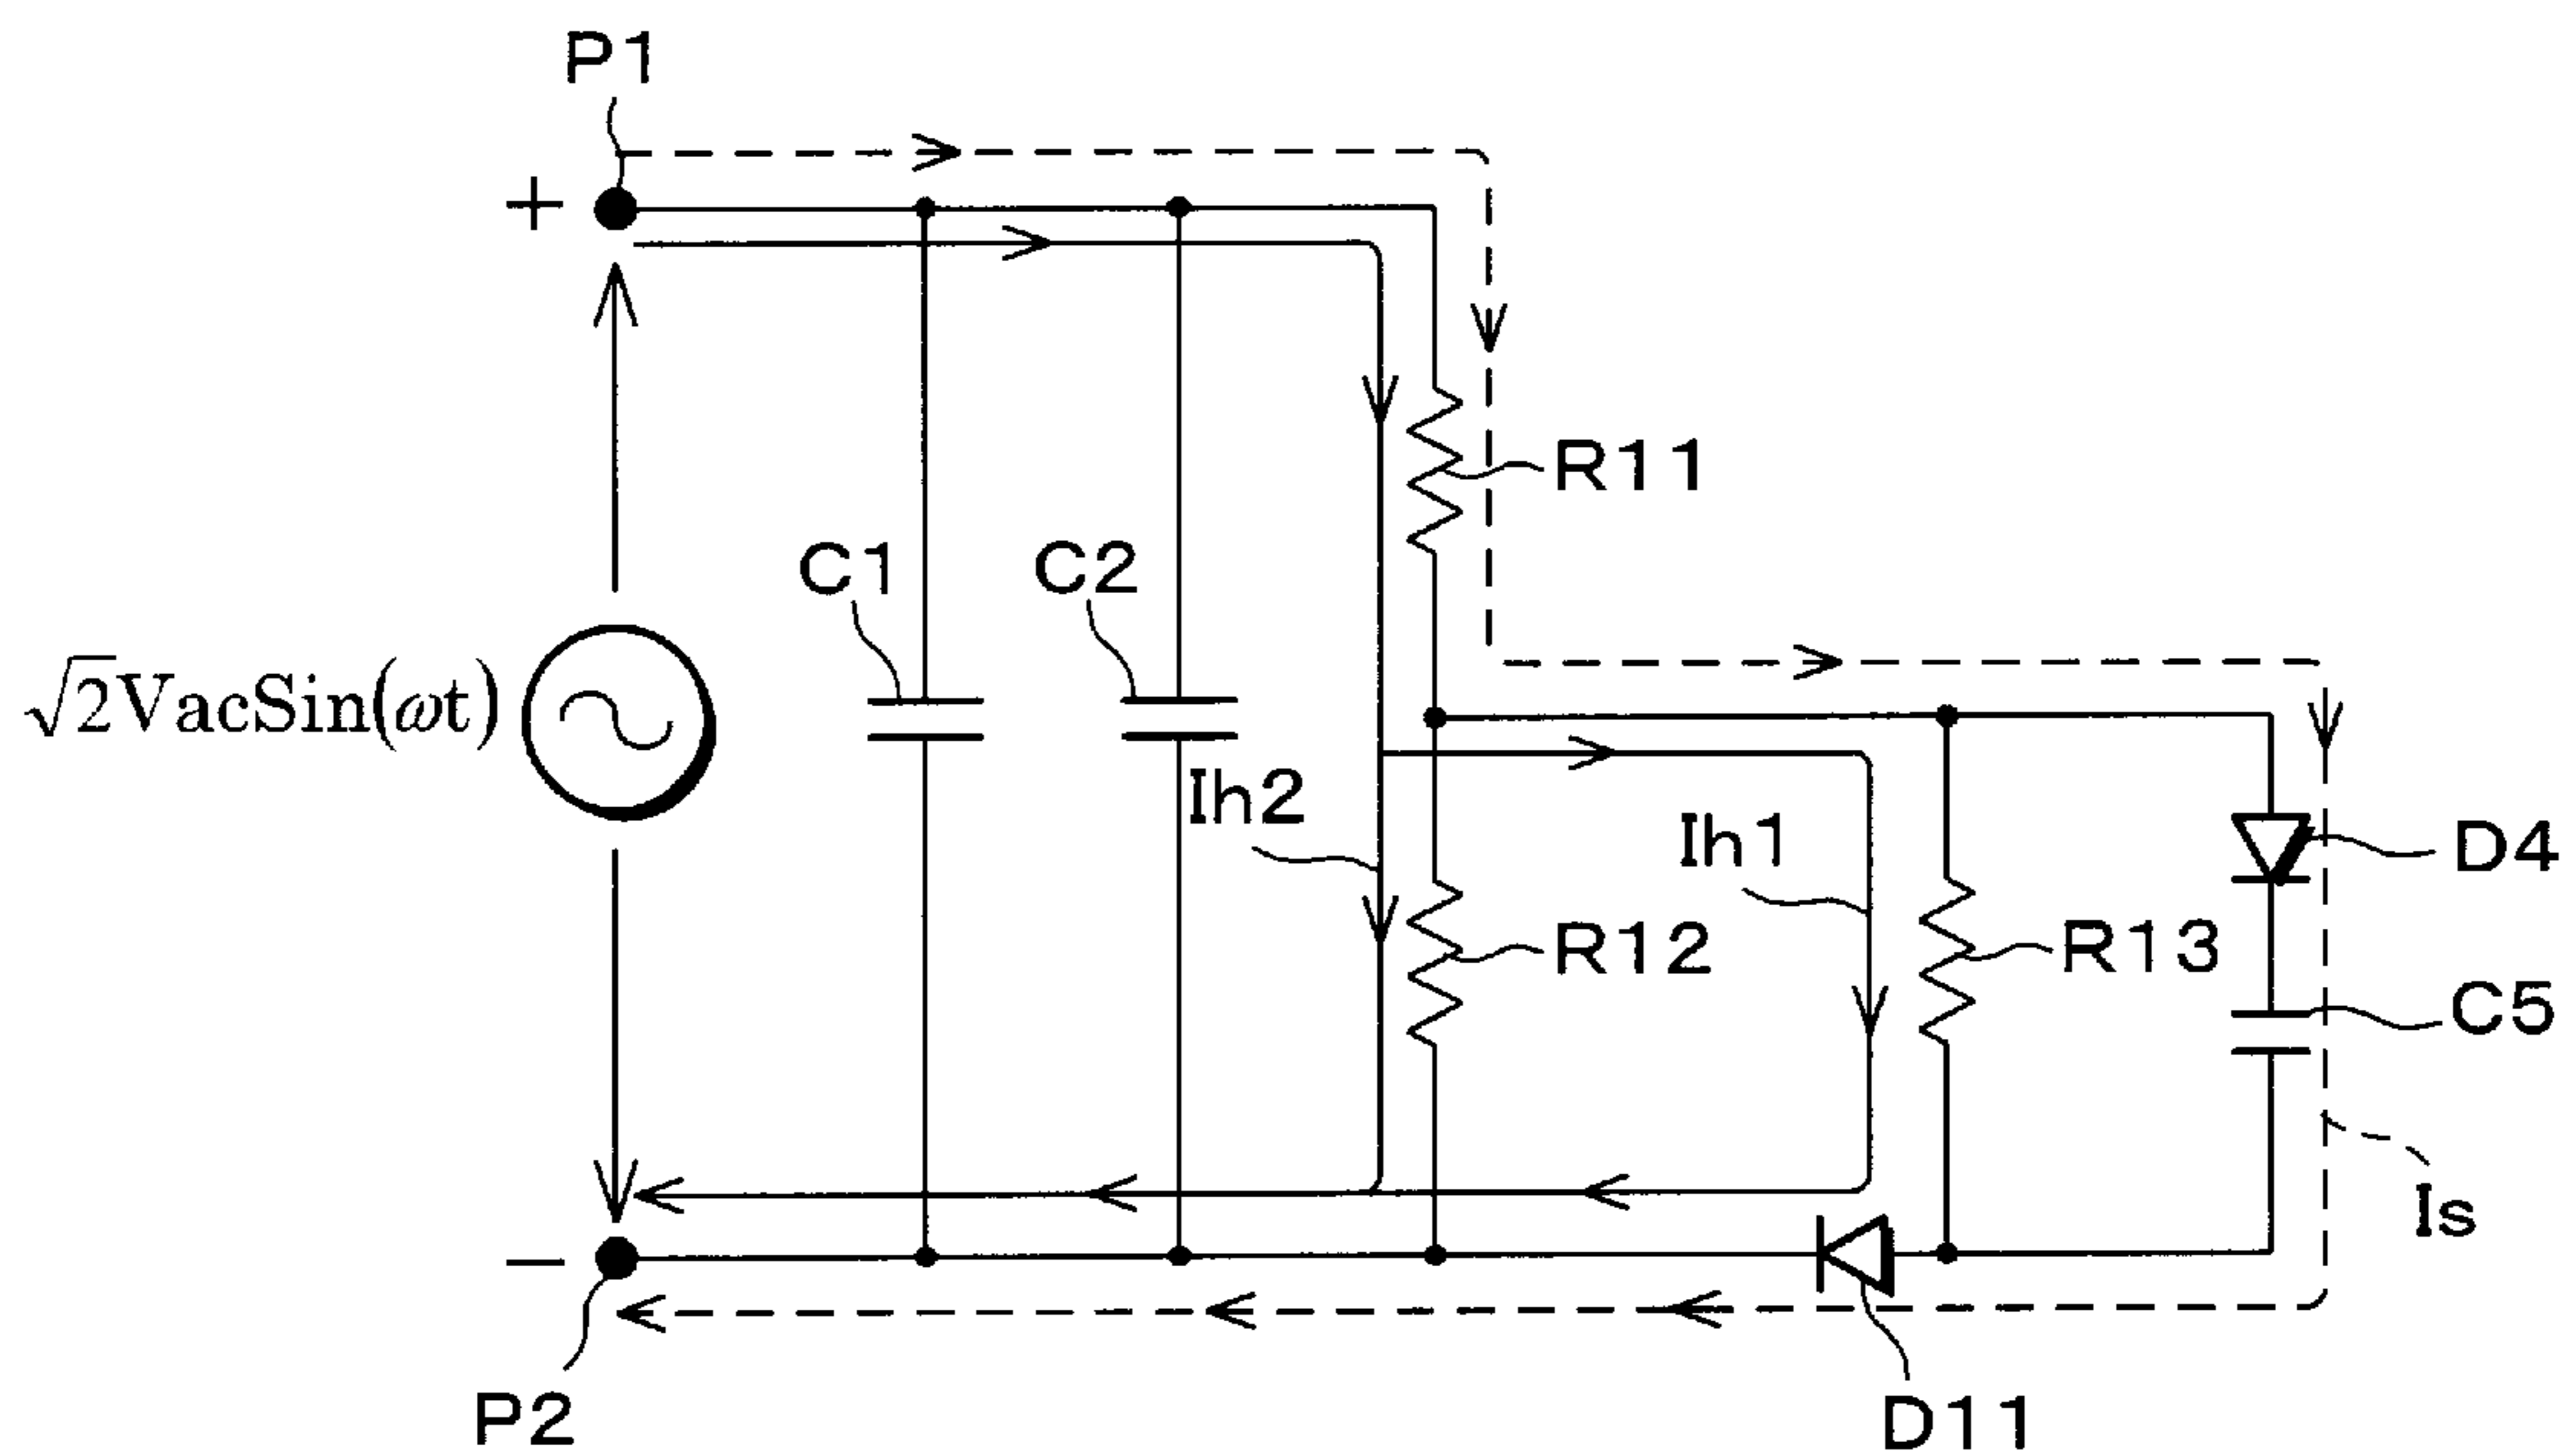 P1
+
R11
C1
C2
√2VacSin(ωt)
Ih2
Ih1
D4
R12
R13
C5
Is
−
P2
D11